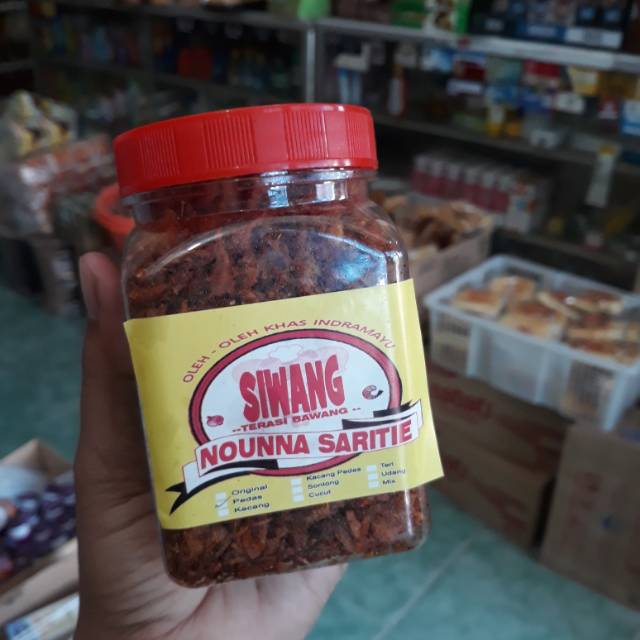 OLEH - OLEH KHAS INDRAMAYU
SIWANG
--TERASI BAWANG--
NOUNNA SARITIE
Original
Pedas
Kacang
Kacang Pedas
Sontong
Cucut
Teri
Udang
Mix